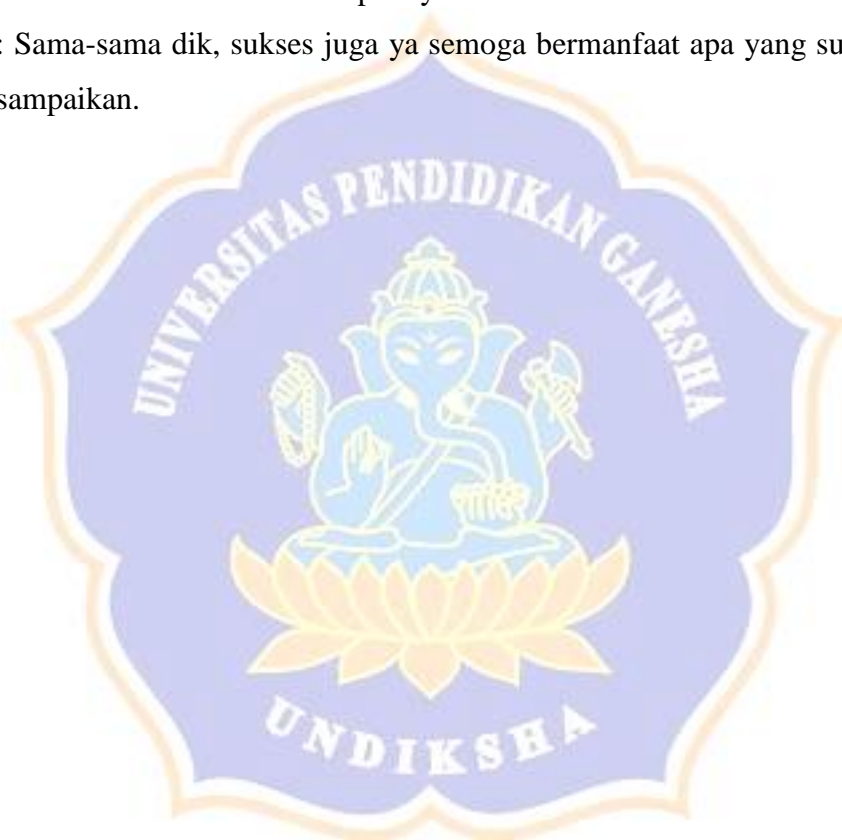 : Sama-sama dik, sukses juga ya semoga bermanfaat apa yang su
sampaikan.
UNIVERSITAS PENDIDIKAN GANESHA
UNDIKSHA